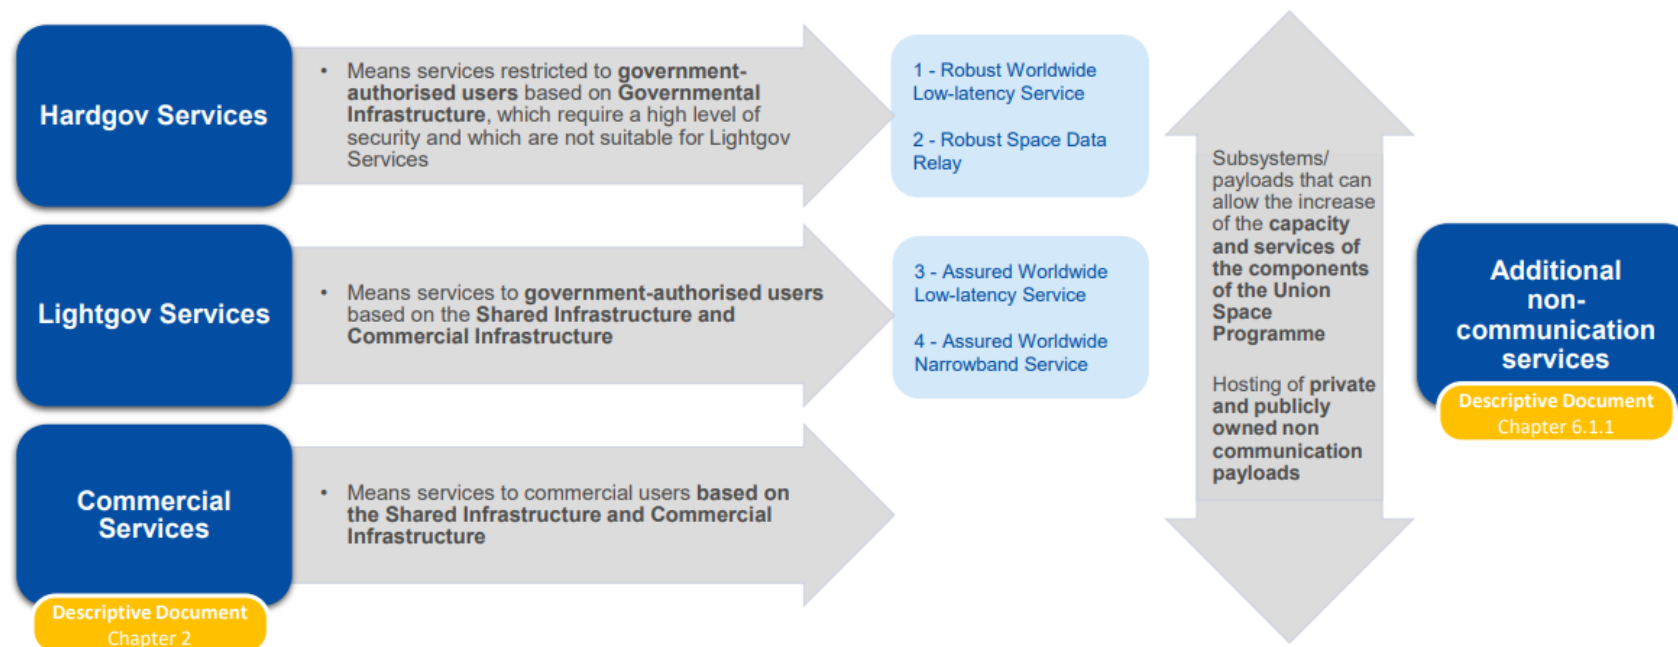 Hardgov Services
• Means services restricted to government-
authorised users based on Governmental
Infrastructure, which require a high level of
security and which are not suitable for Lightgov
Services
1 - Robust Worldwide
Low-latency Service
2 - Robust Space Data
Relay
Lightgov Services
• Means services to government-authorised users
based on the Shared Infrastructure and
Commercial Infrastructure
3 - Assured Worldwide
Low-latency Service
4 - Assured Worldwide
Narrowband Service
Commercial
Services
Descriptive Document
Chapter 2
• Means services to commercial users based on
the Shared Infrastructure and Commercial
Infrastructure
Subsystems/
payloads that can
allow the increase
of the capacity
and services of
the components
of the Union
Space
Programme
Hosting of private
and publicly
owned non
communication
payloads
Additional
non-
communication
services
Descriptive Document
Chapter 6.1.1